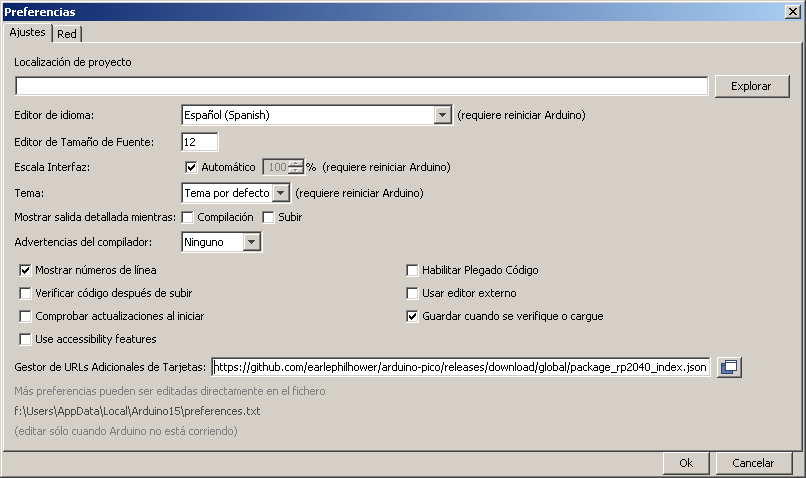 Preferencias
Ajustes Red
Localización de proyecto
Explorar
Editor de idioma: Español (Spanish) (requiere reiniciar Arduino)
Editor de Tamaño de Fuente: 12
Escala Interfaz: Automático 100 % (requiere reiniciar Arduino)
Tema: Tema por defecto (requiere reiniciar Arduino)
Mostrar salida detallada mientras: Compilación Subir
Advertencias del compilador: Ninguno
Mostrar números de línea Habilitar Plegado Código
Verificar código después de subir Usar editor externo
Comprobar actualizaciones al iniciar Guardar cuando se verifique o cargue
Use accessibility features
Gestor de URLs Adicionales de Tarjetas: https://github.com/earlephilhower/arduino-pico/releases/download/global/package_rp2040_index.json
Más preferencias pueden ser editadas directamente en el fichero
f:\Users\AppData\Local\Arduino15\preferences.txt
(editar sólo cuando Arduino no está corriendo)
Ok Cancelar